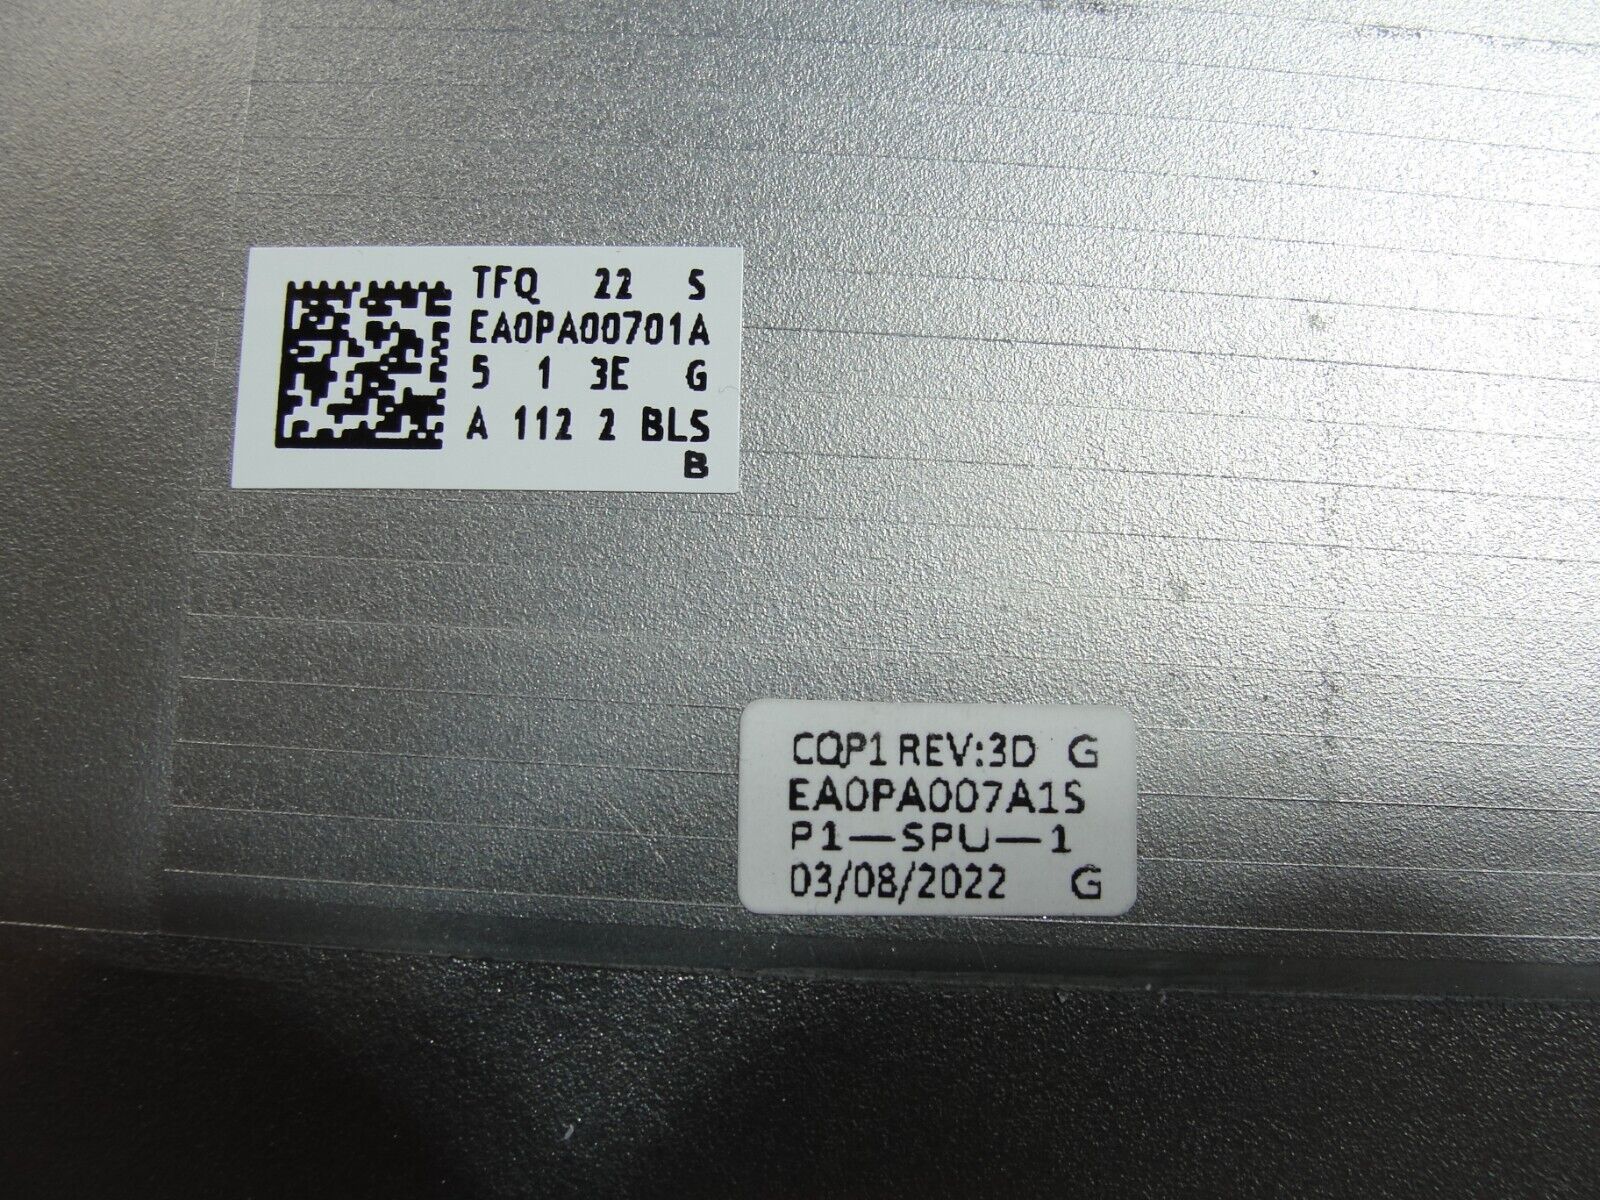 TFQ 22 S
EA0PA00701A
5 1 3E G
A 112 2 BLS
B
CQP1 REV:3D G
EA0PA007A1S
P1—SPU—1
03/08/2022 G